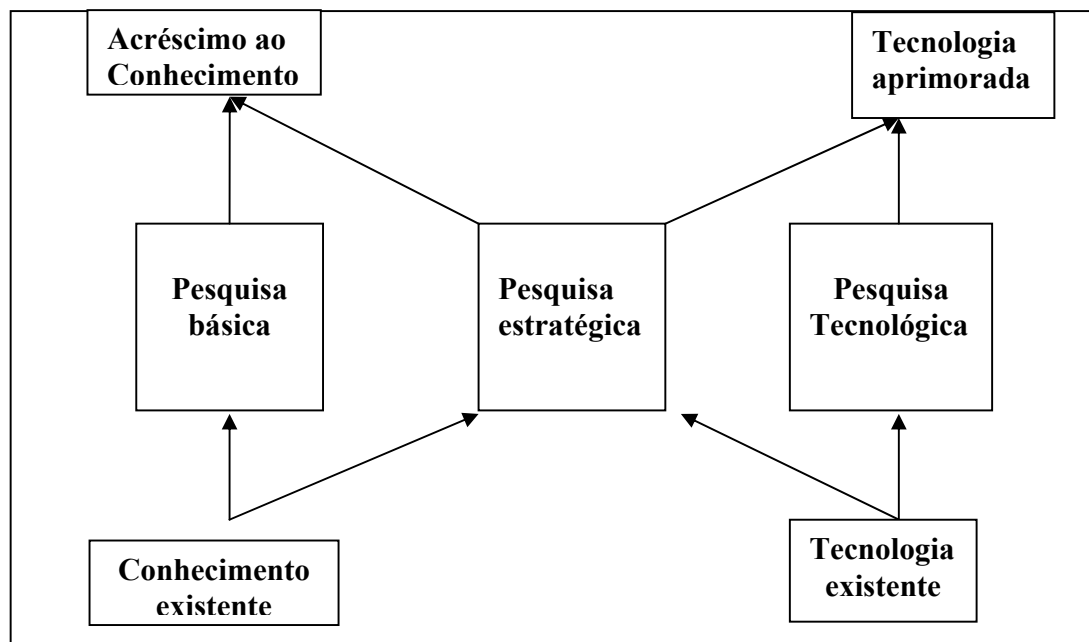 Acréscimo ao
Conhecimento
Tecnologia
aprimorada
Pesquisa
básica
Pesquisa
estratégica
Pesquisa
Tecnológica
Conhecimento
existente
Tecnologia
existente